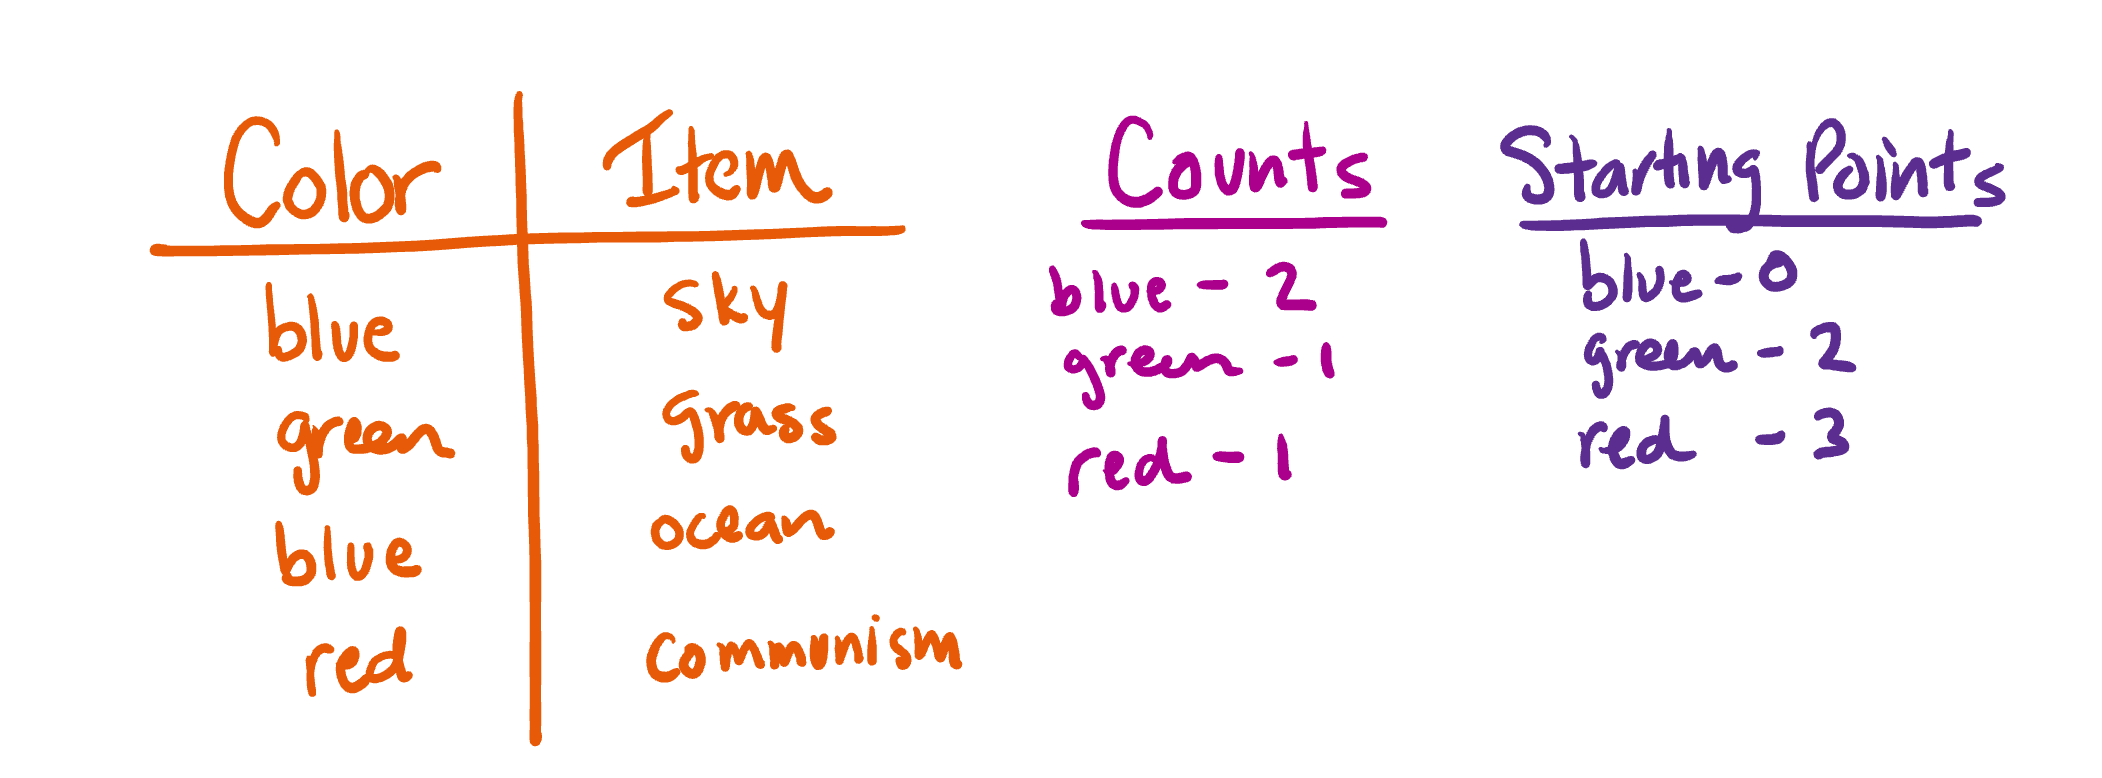 Color Item
blue sky
green grass
blue ocean
red communism
Counts
blue - 2
green - 1
red - 1
Starting Points
blue - 0
green - 2
red - 3